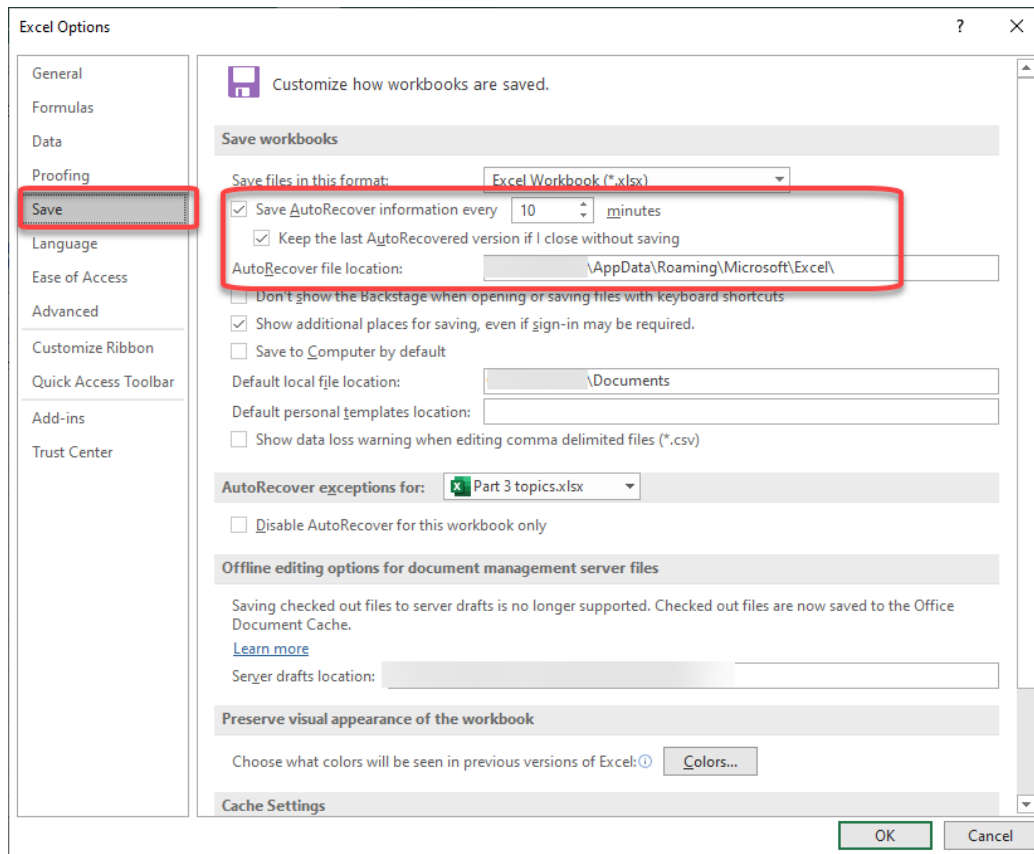 Excel Options
?
General
Formulas
Data
Proofing
Save
Language
Ease of Access
Advanced
Customize Ribbon
Quick Access Toolbar
Add-ins
Trust Center
Customize how workbooks are saved.
Save workbooks
Save files in this format: Excel Workbook (*.xlsx)
Save AutoRecover information every 10 minutes
Keep the last AutoRecovered version if I close without saving
AutoRecover file location: \AppData\Roaming\Microsoft\Excel\
Don't show the Backstage when opening or saving files with keyboard shortcuts
Show additional places for saving, even if sign-in may be required.
Save to Computer by default
Default local file location: \Documents
Default personal templates location:
Show data loss warning when editing comma delimited files (*.csv)
AutoRecover exceptions for: Part 3 topics.xlsx
Disable AutoRecover for this workbook only
Offline editing options for document management server files
Saving checked out files to server drafts is no longer supported. Checked out files are now saved to the Office
Document Cache.
Learn more
Server drafts location:
Preserve visual appearance of the workbook
Choose what colors will be seen in previous versions of Excel: Colors...
Cache Settings
OK Cancel